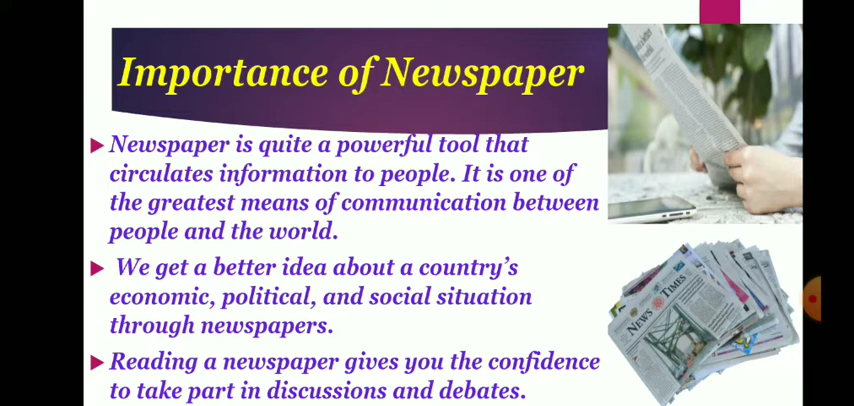 Importance of Newspaper
Newspaper is quite a powerful tool that
circulates information to people. It is one of
the greatest means of communication between
people and the world.
We get a better idea about a country's
economic, political, and social situation
through newspapers.
Reading a newspaper gives you the confidence
to take part in discussions and debates.
NEWS TIMES